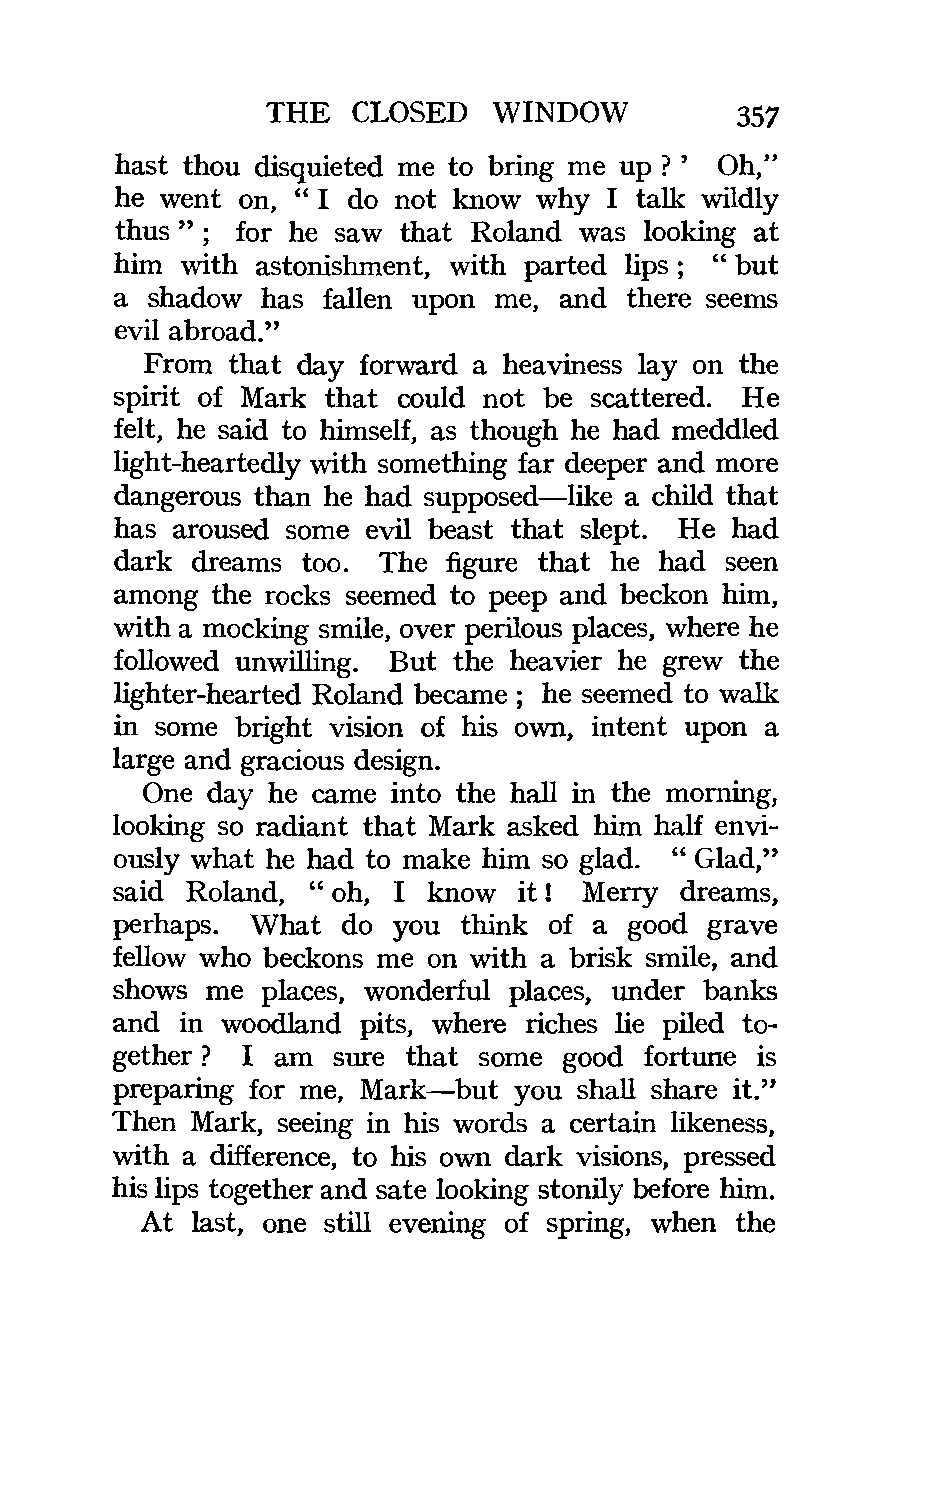 THE CLOSED WINDOW 357
hast thou disquieted me to bring me up ? ’ Oh,”
he went on, “ I do not know why I talk wildly
thus ” ; for he saw that Roland was looking at
him with astonishment, with parted lips ; “ but
a shadow has fallen upon me, and there seems
evil abroad.”
From that day forward a heaviness lay on the
spirit of Mark that could not be scattered. He
felt, he said to himself, as though he had meddled
light-heartedly with something far deeper and more
dangerous than he had supposed—like a child that
has aroused some evil beast that slept. He had
dark dreams too. The figure that he had seen
among the rocks seemed to peep and beckon him,
with a mocking smile, over perilous places, where he
followed unwilling. But the heavier he grew the
lighter-hearted Roland became ; he seemed to walk
in some bright vision of his own, intent upon a
large and gracious design.
One day he came into the hall in the morning,
looking so radiant that Mark asked him half envi-
ously what he had to make him so glad. “ Glad,”
said Roland, “ oh, I know it ! Merry dreams,
perhaps. What do you think of a good grave
fellow who beckons me on with a brisk smile, and
shows me places, wonderful places, under banks
and in woodland pits, where riches lie piled to-
gether ? I am sure that some good fortune is
preparing for me, Mark—but you shall share it.”
Then Mark, seeing in his words a certain likeness,
with a difference, to his own dark visions, pressed
his lips together and sate looking stonily before him.
At last, one still evening of spring, when the